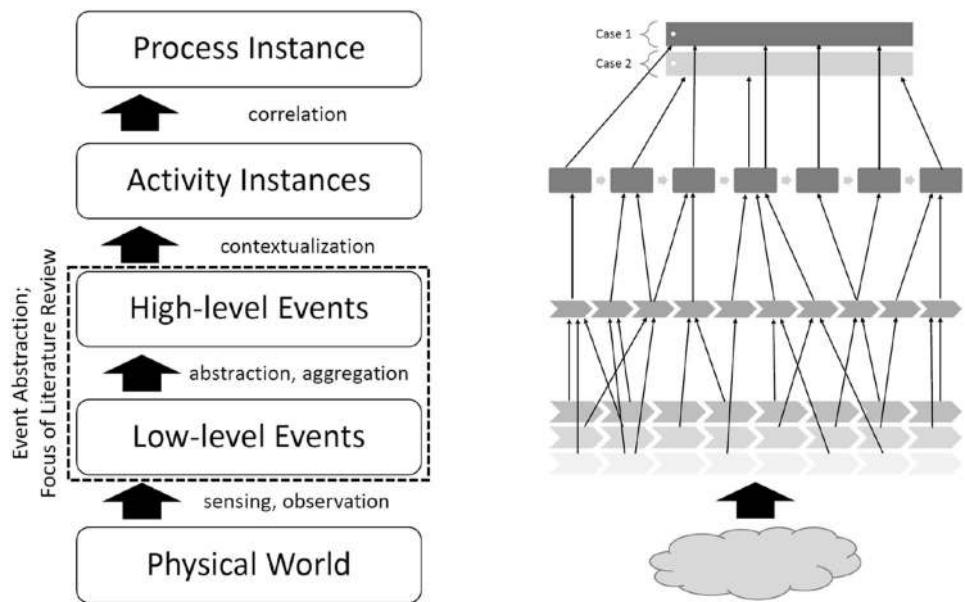 Process Instance
correlation
Activity Instances
contextualization
Event Abstraction;
Focus of Literature Review
High-level Events
abstraction, aggregation
Low-level Events
sensing, observation
Physical World
Case 1
Case 2